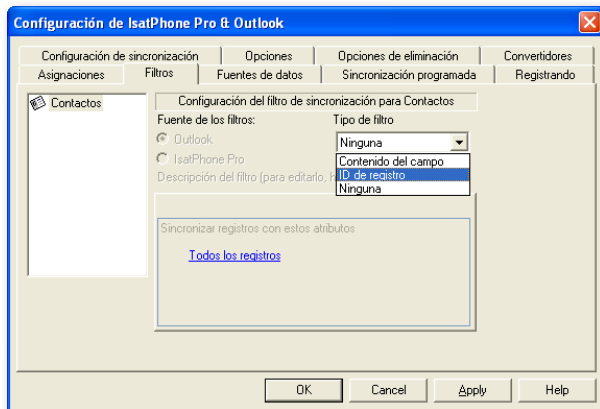 Configuración de IsatPhone Pro & Outlook
Configuración de sincronización Opciones Opciones de eliminación Convertidores
Asignaciones Filtros Fuentes de datos Sincronización programada Registrando
Contactos
Configuración del filtro de sincronización para Contactos
Fuente de los filtros: Tipo de filtro
Outlook
Ninguna
IsatPhone Pro
Contenido del campo
Descripción del filtro (para editarlo, h
ID de registro
Ninguna
Sincronizar registros con estos atributos
Todos los registros
OK Cancel Apply Help